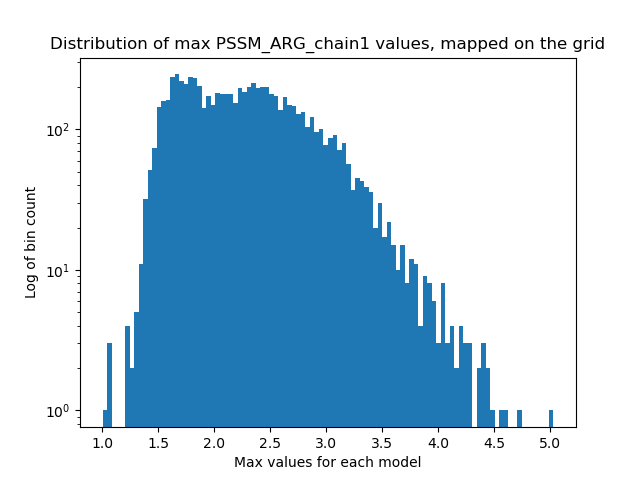 Distribution of max PSSM_ARG_chain1 values, mapped on the grid
10²
10¹
10⁰
Log of bin count
1.0 1.5 2.0 2.5 3.0 3.5 4.0 4.5 5.0
Max values for each model